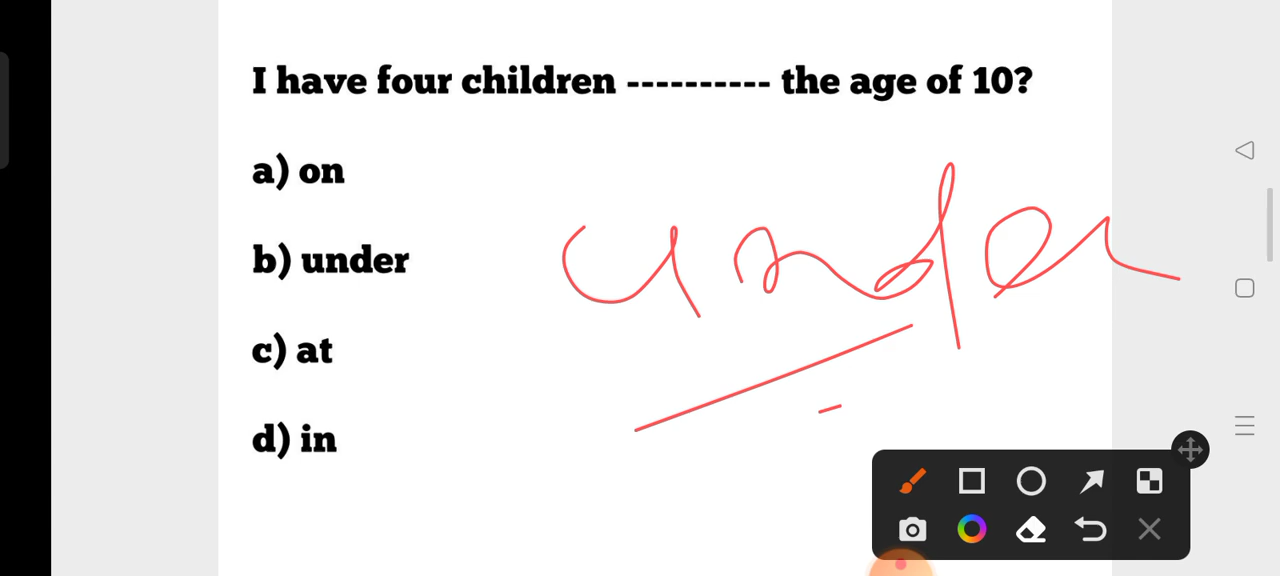 I have four children ---------- the age of 10?
a) on
b) under
under
c) at
d) in